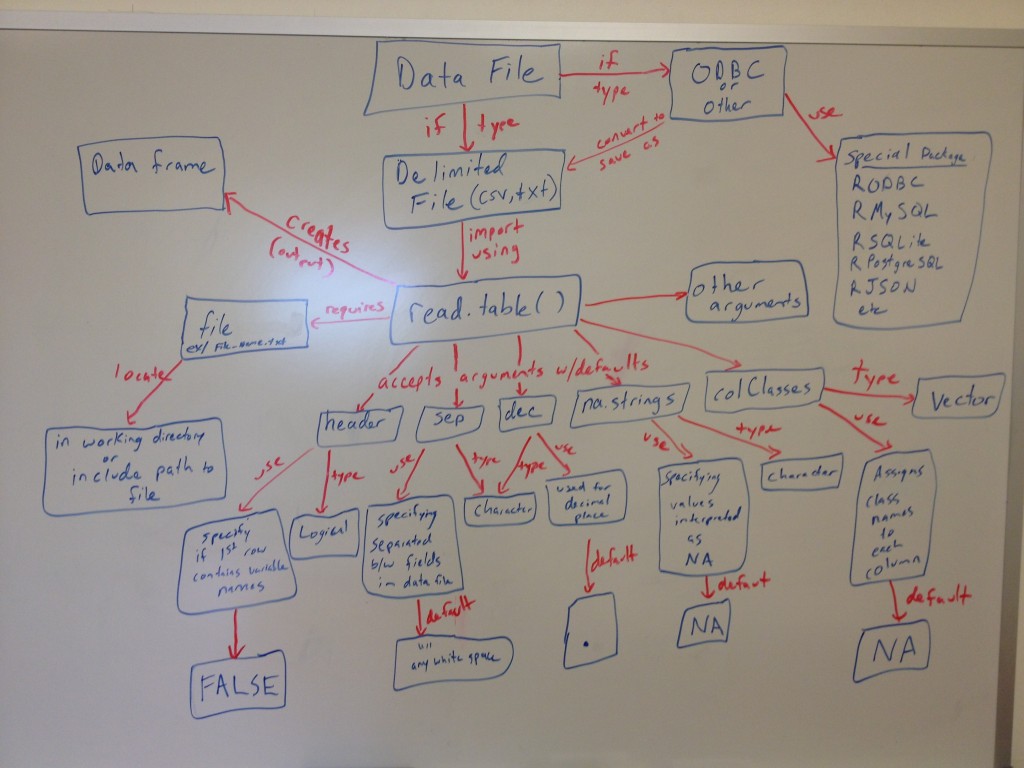 Data File
if
type
ODBC
or
Other
use
if
type
convert to
save as
Special Package
RODBC
RMySQL
RSQLite
RPostgreSQL
RJSON
etc
Delimited
File (csv, txt)
Data frame
creates
(output)
import
using
read.table()
other
arguments
requires
file
ex/ File-name.txt
locate
in working directory
or
include path to
file
accepts arguments w/defaults
header
sep
dec
na.strings
colClasses
type
Vector
use
type
use
type
type
use
use
type
use
specify
if 1st row
contains variable
names
Logical
specifying
separated
b/w fields
in data file
character
used for
decimal
place
specifying
values
interpreted
as
NA
character
Assigns
class
names
to
each
column
FALSE
default
""
any white space
default
.
defaut
NA
default
NA